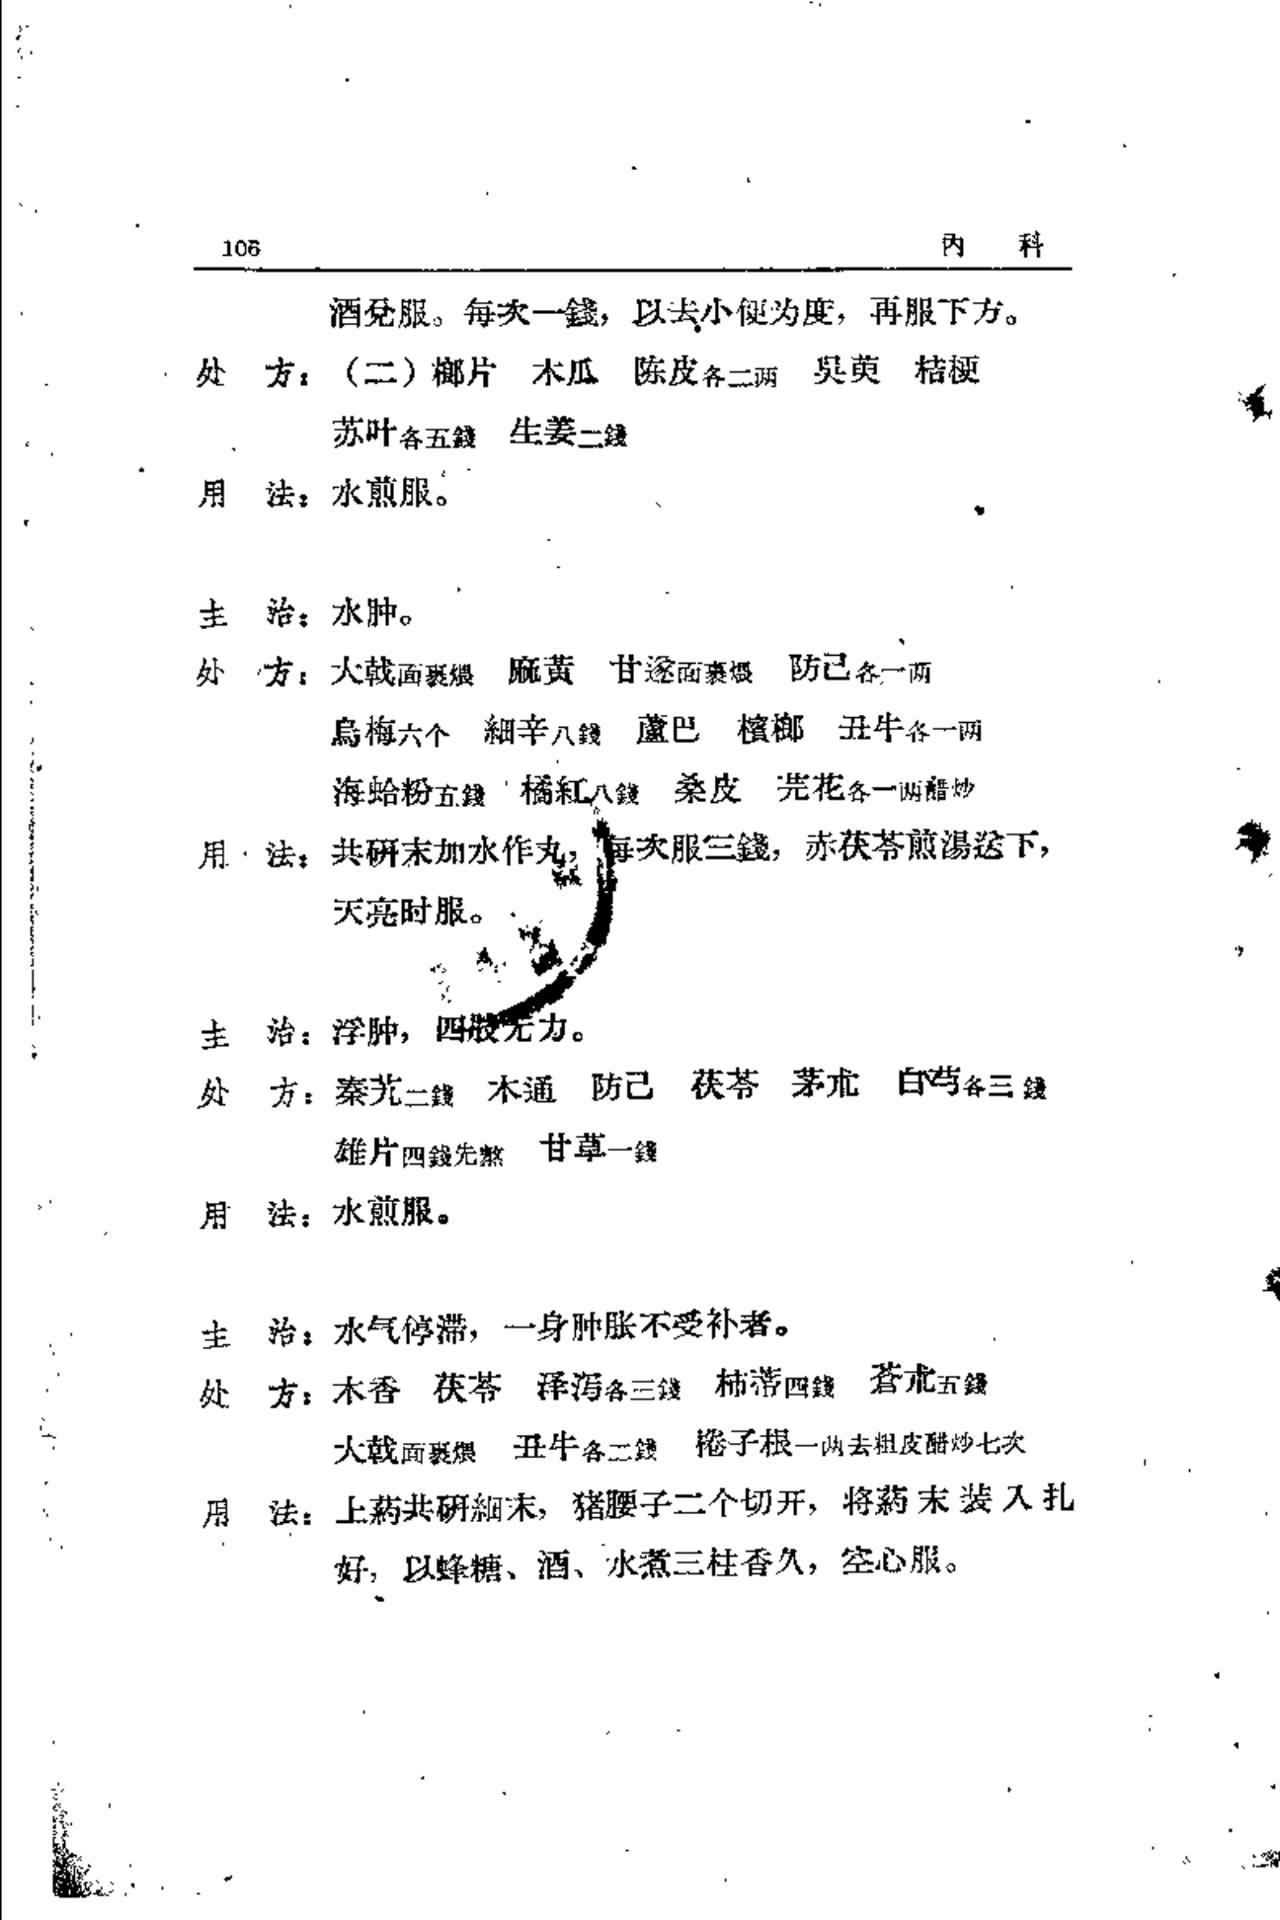 106 內 科
酒兌服。每次一錢，以去小便为度，再服下方。
处 方：（二）榔片 木瓜 陈皮各二两 吳萸 桔梗
苏叶各五錢 生姜二錢
用 法：水煎服。
主 治：水肿。
处 方：大戟面裹煨 麻黃 甘遂面裹煨 防己各一两
烏梅六个 細辛八錢 蘆巴 檳榔 丑牛各一两
海蛤粉五錢 橘紅八錢 桑皮 芫花各一两醋炒
用 法：共研末加水作丸，每次服三錢，赤茯苓煎湯送下，
天亮时服。
主 治：浮肿，四肢无力。
处 方：秦艽二錢 木通 防己 茯苓 茅朮 白芍各三錢
雄片四錢先熬 甘草一錢
用 法：水煎服。
主 治：水气停滞，一身肿胀不受补者。
处 方：木香 茯苓 泽泻各三錢 柿蒂四錢 蒼朮五錢
大戟面裹煨 丑牛各二錢 捲子根一两去粗皮醋炒七次
用 法：上葯共研細末，猪腰子二个切开，将葯末装入扎
好，以蜂糖、酒、水煮三柱香久，空心服。